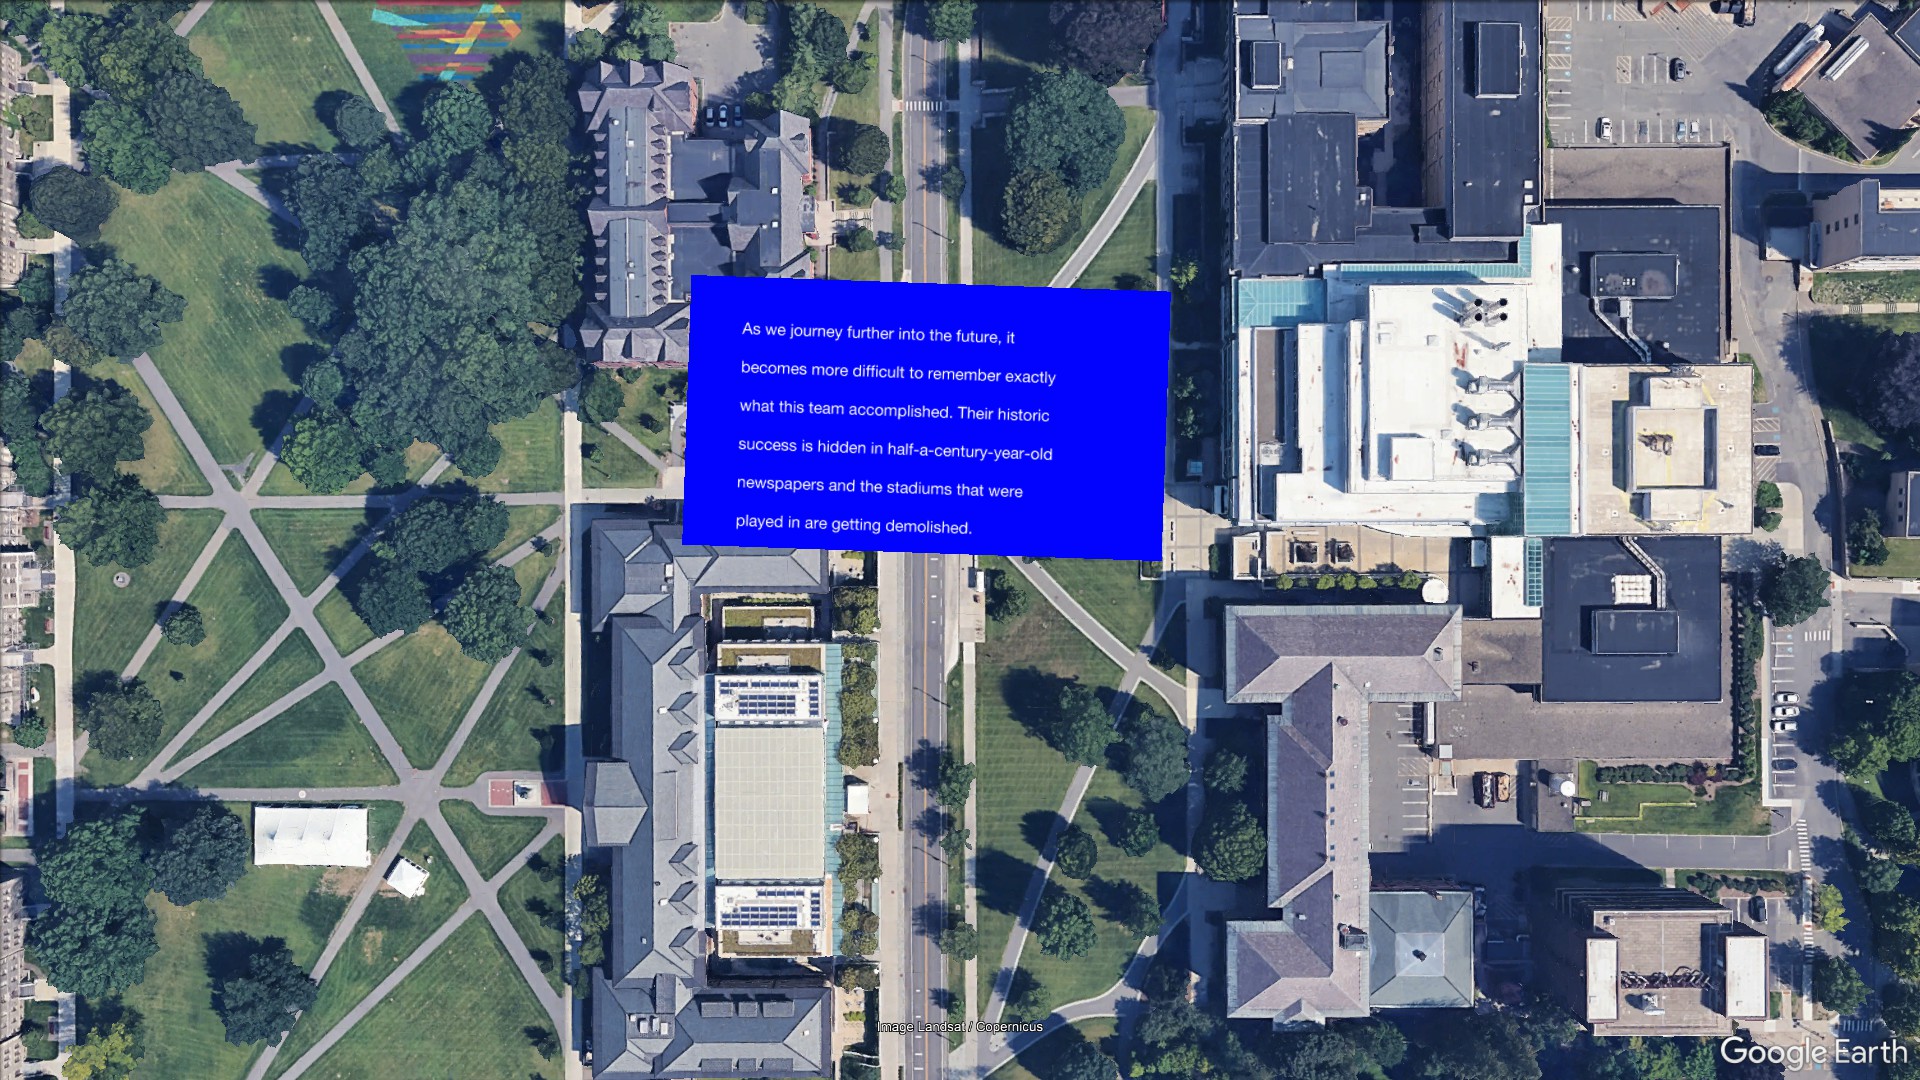 As we journey further into the future, it
becomes more difficult to remember exactly
what this team accomplished. Their historic
success is hidden in half-a-century-year-old
newspapers and the stadiums that were
played in are getting demolished.
Image Landsat / Copernicus
Google Earth